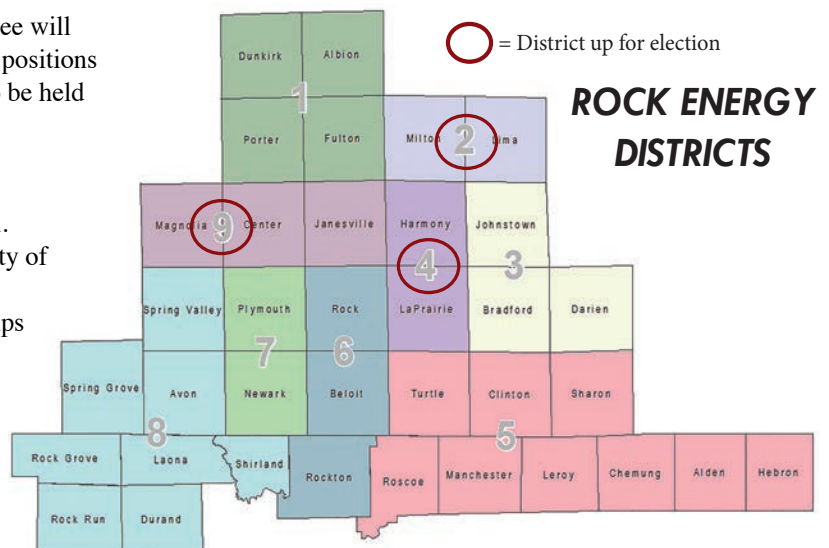 ee will
positions
be held
.
ty of
ps
= District up for election
ROCK ENERGY
DISTRICTS
Dunkirk Albion
1
Porter Fulton
Milton 2 Lima
Magnolia 9 Center Janesville Harmony Johnstown
4 3
Spring Valley Plymouth Rock LaPrairie Bradford Darien
7 6
Spring Grove Avon Newark Beloit Turtle Clinton Sharon
8 5
Rock Grove Laona Shirland Rockton Roscoe Manchester Leroy Chemung Alden Hebron
Rock Run Durand